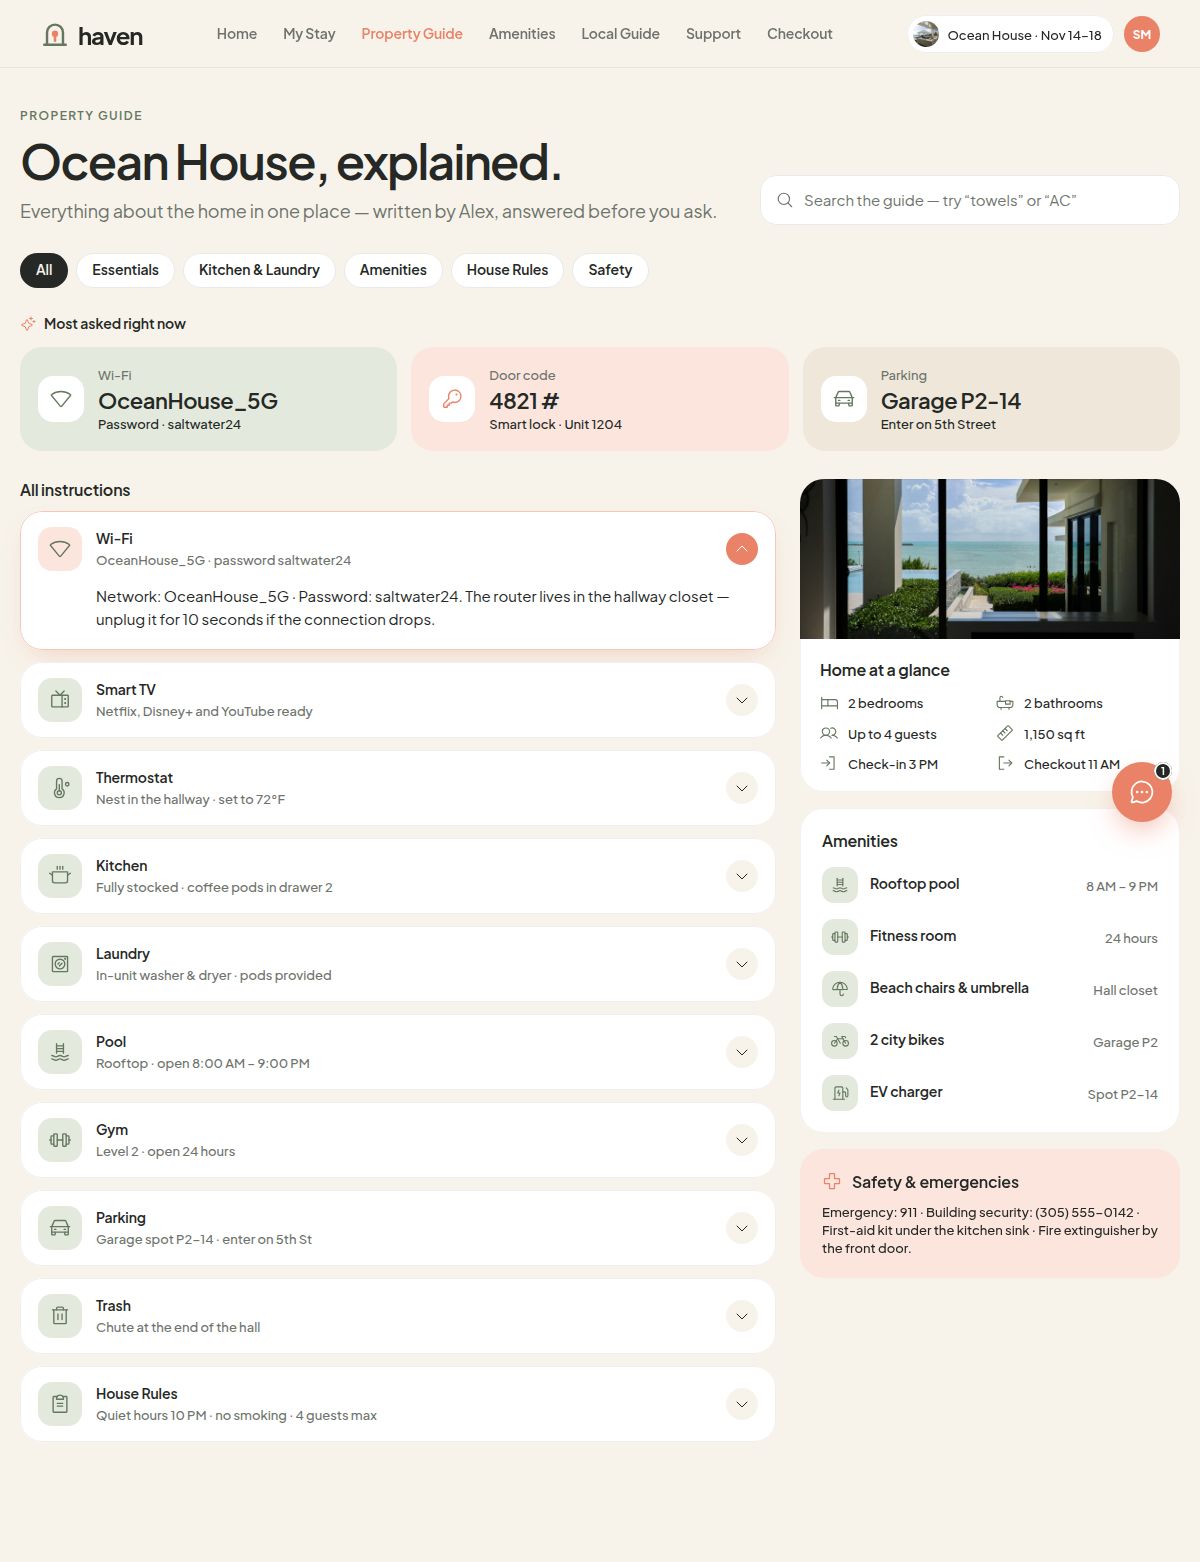 haven
Home
My Stay
Property Guide
Amenities
Local Guide
Support
Checkout
Ocean House · Nov 14–18
SM
PROPERTY GUIDE
Ocean House, explained.
Everything about the home in one place — written by Alex, answered before you ask.
Search the guide — try “towels” or “AC”
All
Essentials
Kitchen & Laundry
Amenities
House Rules
Safety
Most asked right now
Wi-Fi
OceanHouse_5G
Password · saltwater24
Door code
4821 #
Smart lock · Unit 1204
Parking
Garage P2-14
Enter on 5th Street
All instructions
Wi-Fi
OceanHouse_5G · password saltwater24
Network: OceanHouse_5G · Password: saltwater24. The router lives in the hallway closet —
unplug it for 10 seconds if the connection drops.
Smart TV
Netflix, Disney+ and YouTube ready
Thermostat
Nest in the hallway · set to 72°F
Kitchen
Fully stocked · coffee pods in drawer 2
Laundry
In-unit washer & dryer · pods provided
Pool
Rooftop · open 8:00 AM – 9:00 PM
Gym
Level 2 · open 24 hours
Parking
Garage spot P2-14 · enter on 5th St
Trash
Chute at the end of the hall
House Rules
Quiet hours 10 PM · no smoking · 4 guests max
Home at a glance
2 bedrooms
2 bathrooms
Up to 4 guests
1,150 sq ft
Check-in 3 PM
Checkout 11 AM
1
Amenities
Rooftop pool
8 AM – 9 PM
Fitness room
24 hours
Beach chairs & umbrella
Hall closet
2 city bikes
Garage P2
EV charger
Spot P2-14
Safety & emergencies
Emergency: 911 · Building security: (305) 555-0142 ·
First-aid kit under the kitchen sink · Fire extinguisher by
the front door.